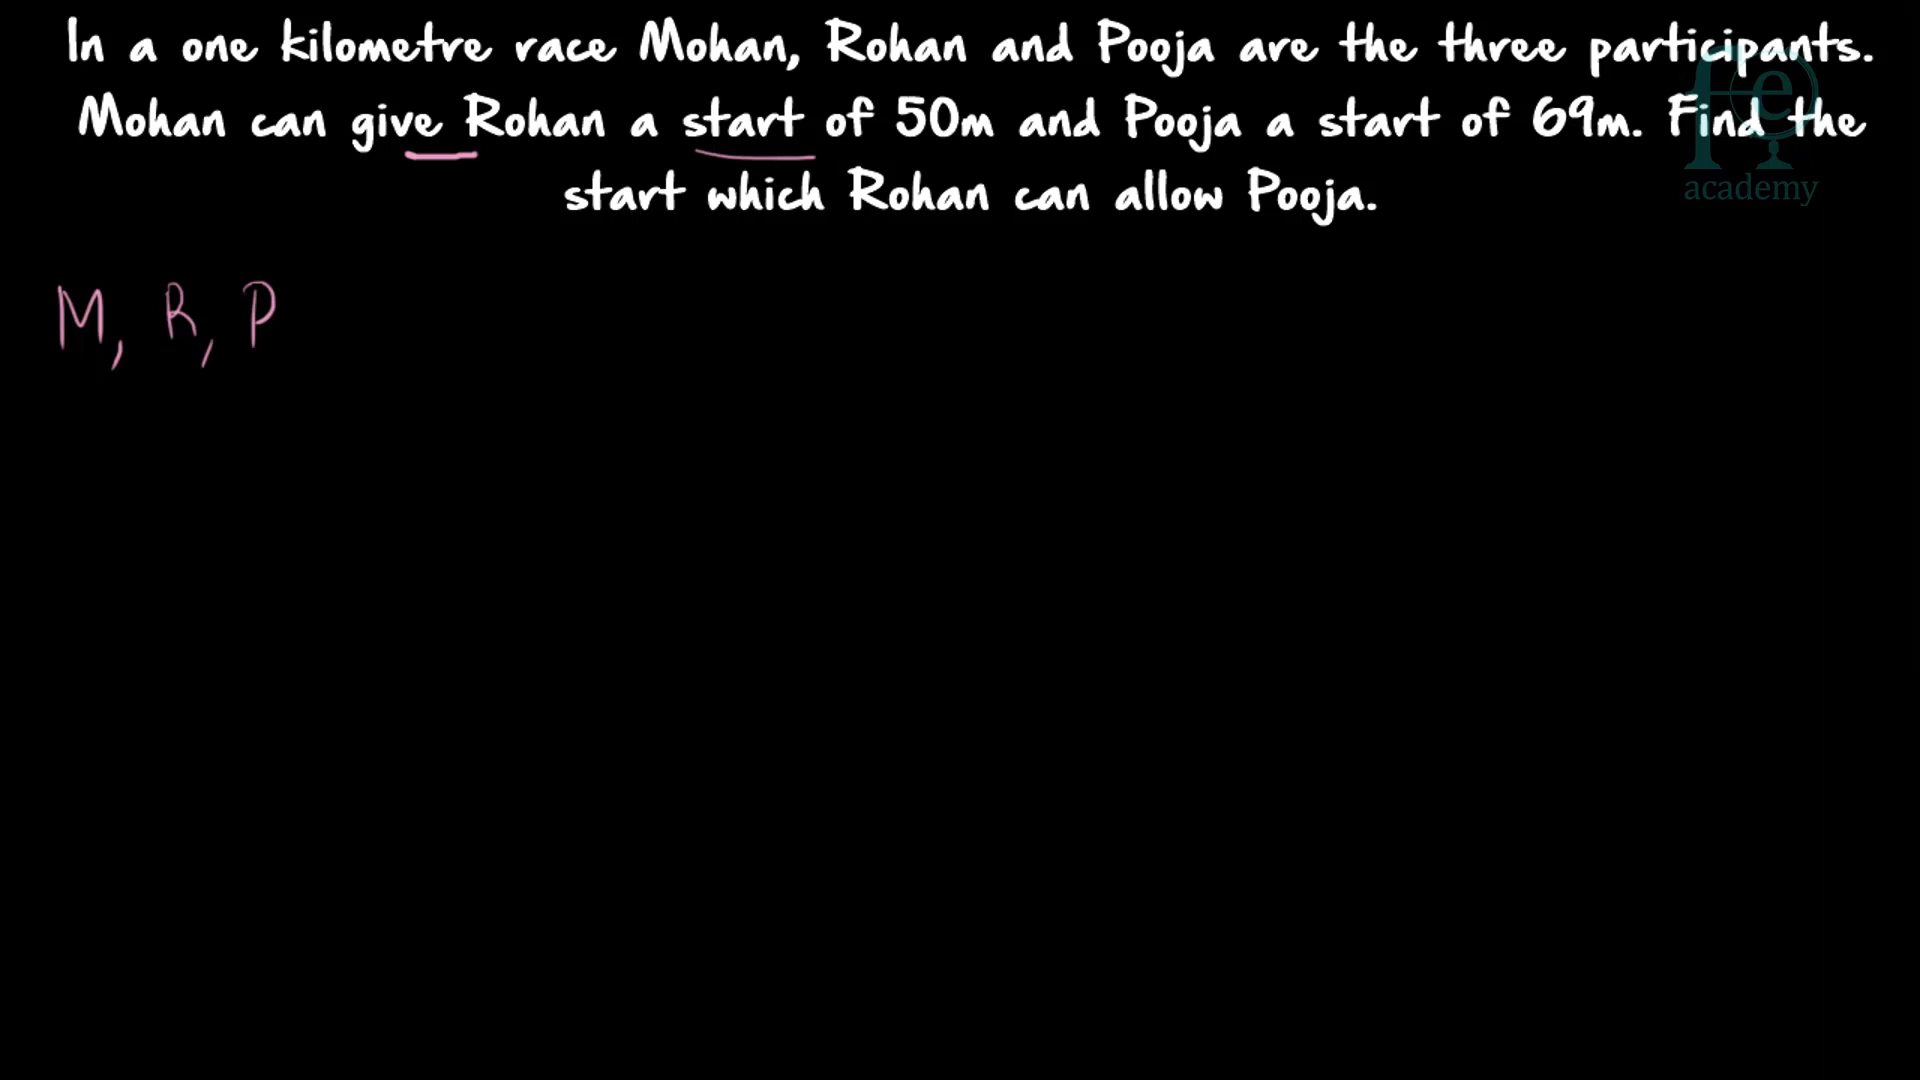 In a one kilometre race Mohan, Rohan and Pooja are the three participants.
Mohan can give Rohan a start of 50m and Pooja a start of 69m. Find the
start which Rohan can allow Pooja.
fe
academy
M, R, P